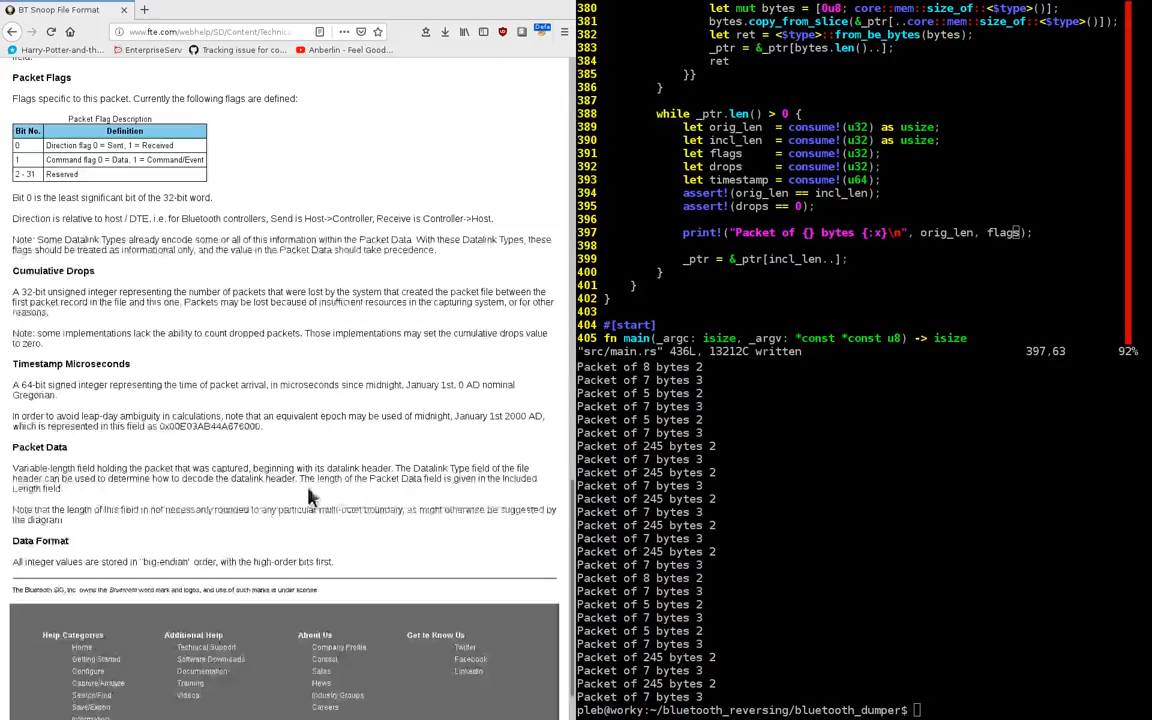 BT Snoop File Format
www.fte.com/webhelp/SD/Content/Technic
Harry-Potter-and-th...
EnterpriseServ
Tracking issue for co...
Anberlin - Feel Good...
Packet Flags
Flags specific to this packet. Currently the following flags are defined:
Packet Flag Description
Bit No. Definition
0 Direction flag 0 = Sent, 1 = Received
1 Command flag 0 = Data, 1 = Command/Event
2 - 31 Reserved
Bit 0 is the least significant bit of the 32-bit word.
Direction is relative to host / DTE. i.e. for Bluetooth controllers, Send is Host->Controller, Receive is Controller->Host.
Note: Some Datalink Types already encode some or all of this information within the Packet Data. With these Datalink Types, these
flags should be treated as informational only, and the value in the Packet Data should take precedence.
Cumulative Drops
A 32-bit unsigned integer representing the number of packets that were lost by the system that created the packet file between the
first packet record in the file and this one. Packets may be lost because of insufficient resources in the capturing system, or for other
reasons.
Note: some implementations lack the ability to count dropped packets. Those implementations may set the cumulative drops value
to zero.
Timestamp Microseconds
A 64-bit signed integer representing the time of packet arrival, in microseconds since midnight, January 1st, 0 AD nominal
Gregorian.
In order to avoid leap-day ambiguity in calculations, note that an equivalent epoch may be used of midnight, January 1st 2000 AD,
which is represented in this field as 0x00E03AB44A676000.
Packet Data
Variable-length field holding the packet that was captured, beginning with its datalink header. The Datalink Type field of the file
header can be used to determine how to decode the datalink header. The length of the Packet Data field is given in the Included
Length field.
Note that the length of this field is not necessarily rounded to any particular multi-octet boundary, as might otherwise be suggested by
the diagram
Data Format
All integer values are stored in "big-endian" order, with the high-order bits first.
The Bluetooth SIG, Inc. owns the Bluetooth word mark and logos, and use of such marks is under license
Help Categories
Home
Getting Started
Configure
Capture/Analyze
Search/Find
Save/Export
Additional Help
Technical Support
Software Downloads
Documentation
Training
Videos
About Us
Company Profile
Contact
Sales
News
Industry Groups
Careers
Get to Know Us
Twitter
Facebook
LinkedIn
380 let mut bytes = [0u8; core::mem::size_of::<$type>()];
381 bytes.copy_from_slice(&_ptr[..core::mem::size_of::<$type>()]);
382 let ret = <$type>::from_be_bytes(bytes);
383 _ptr = &_ptr[bytes.len()..];
384 ret
385 }}
386 }
387
388 while _ptr.len() > 0 {
389 let orig_len = consume!(u32) as usize;
390 let incl_len = consume!(u32) as usize;
391 let flags = consume!(u32);
392 let drops = consume!(u32);
393 let timestamp = consume!(u64);
394 assert!(orig_len == incl_len);
395 assert!(drops == 0);
396
397 print!("Packet of {} bytes {:x}\n", orig_len, flags);
398
399 _ptr = &_ptr[incl_len..];
400 }
401 }
402 }
403
404 #[start]
405 fn main(_argc: isize, _argv: *const *const u8) -> isize
"src/main.rs" 436L, 13212C written 397,63 92%
Packet of 8 bytes 2
Packet of 7 bytes 3
Packet of 5 bytes 2
Packet of 7 bytes 3
Packet of 5 bytes 2
Packet of 7 bytes 3
Packet of 245 bytes 2
Packet of 7 bytes 3
Packet of 245 bytes 2
Packet of 7 bytes 3
Packet of 245 bytes 2
Packet of 7 bytes 3
Packet of 245 bytes 2
Packet of 7 bytes 3
Packet of 245 bytes 2
Packet of 7 bytes 3
Packet of 8 bytes 2
Packet of 7 bytes 3
Packet of 5 bytes 2
Packet of 7 bytes 3
Packet of 5 bytes 2
Packet of 7 bytes 3
Packet of 245 bytes 2
Packet of 7 bytes 3
Packet of 245 bytes 2
Packet of 7 bytes 3
pleb@worky:~/bluetooth_reversing/bluetooth_dumper$